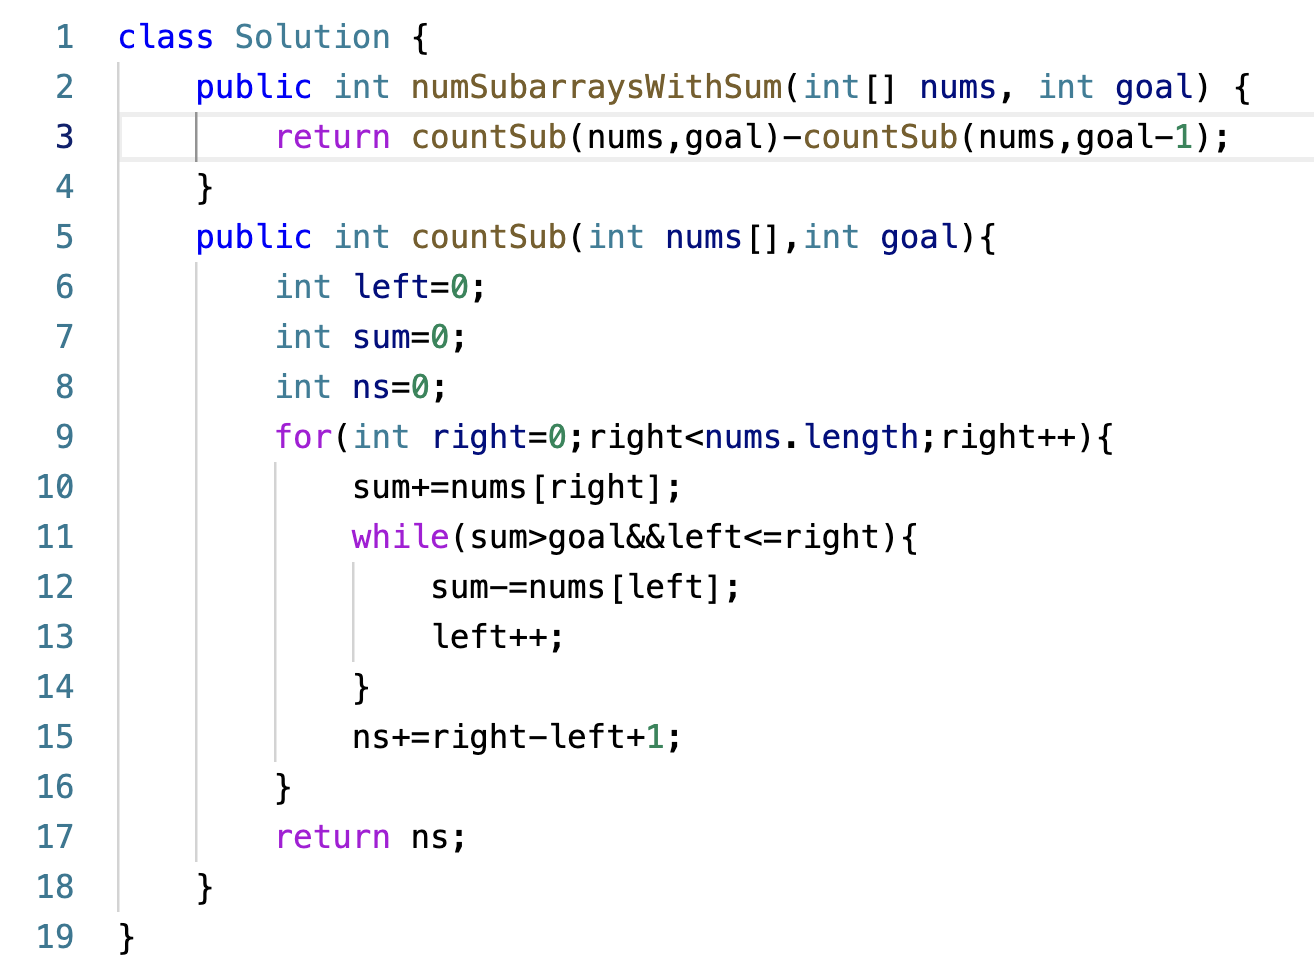 1 class Solution {
2     public int numSubarraysWithSum(int[] nums, int goal) {
3         return countSub(nums,goal)-countSub(nums,goal-1);
4     }
5     public int countSub(int nums[],int goal){
6         int left=0;
7         int sum=0;
8         int ns=0;
9         for(int right=0;right<nums.length;right++){
10             sum+=nums[right];
11             while(sum>goal&&left<=right){
12                 sum-=nums[left];
13                 left++;
14             }
15             ns+=right-left+1;
16         }
17         return ns;
18     }
19 }